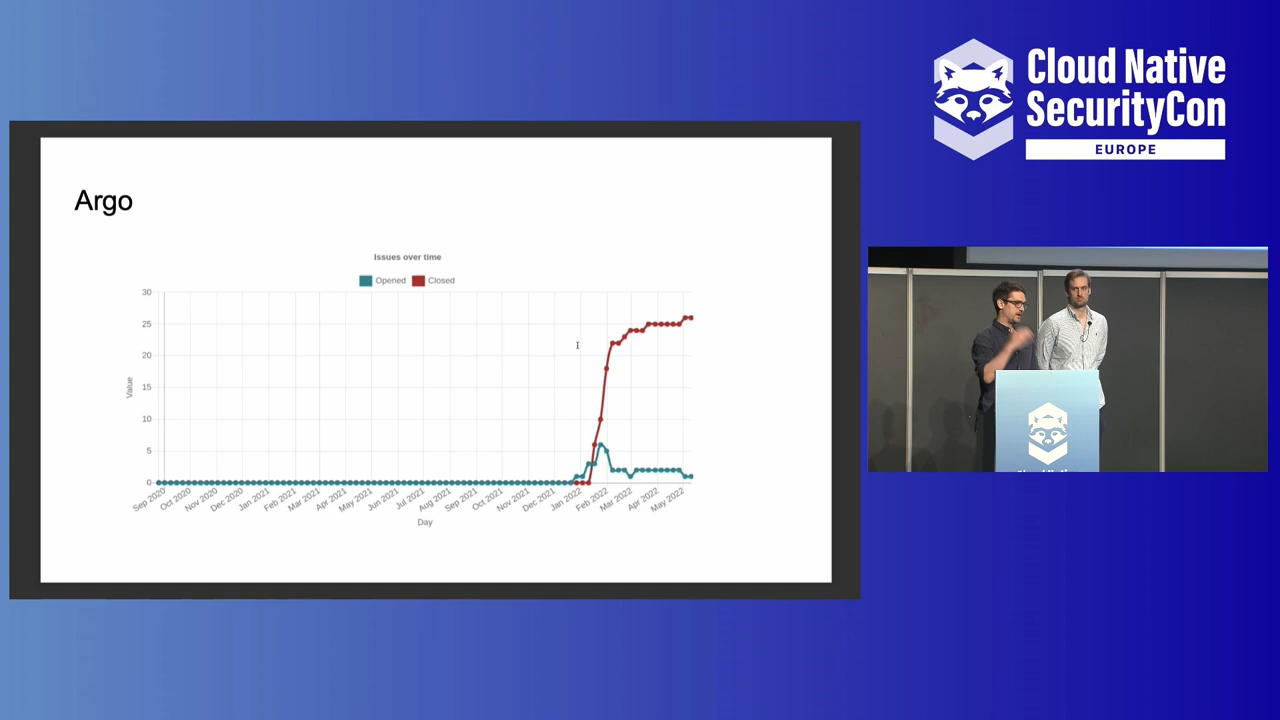 Cloud Native
SecurityCon
EUROPE
Argo
Issues over time
Opened
Closed
30
25
20
15
10
5
0
Value
Sep 2020
Oct 2020
Nov 2020
Dec 2020
Jan 2021
Feb 2021
Mar 2021
Apr 2021
May 2021
Jun 2021
Jul 2021
Aug 2021
Sep 2021
Oct 2021
Nov 2021
Dec 2021
Jan 2022
Feb 2022
Mar 2022
Apr 2022
May 2022
Day